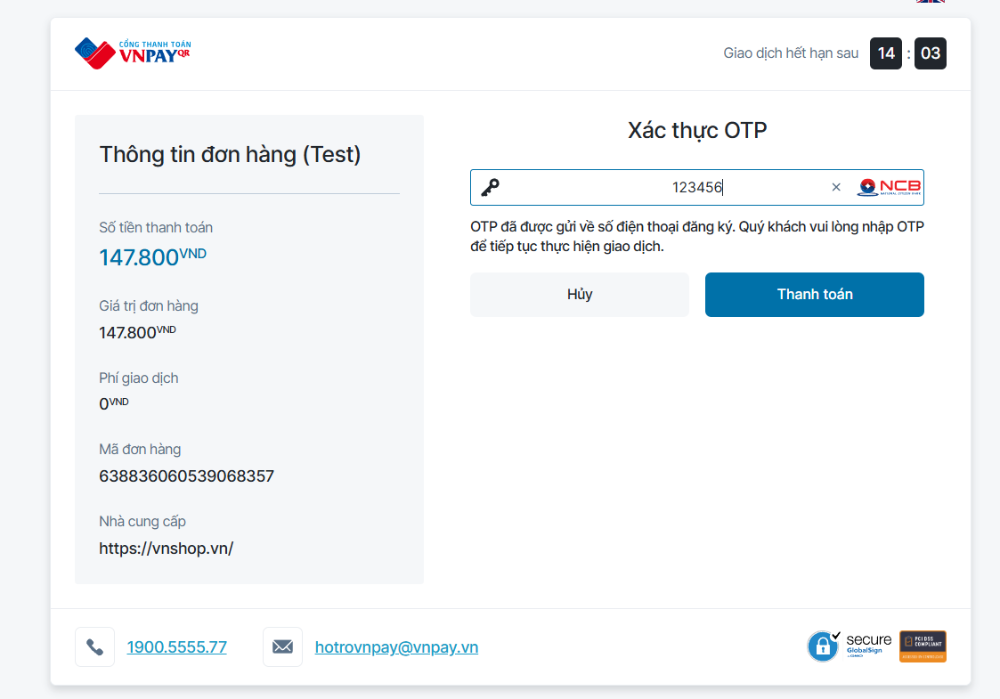 CỔNG THANH TOÁN
VNPAYQR
Giao dịch hết hạn sau 14 : 03
Thông tin đơn hàng (Test)
Số tiền thanh toán
147.800VND
Giá trị đơn hàng
147.800VND
Phí giao dịch
0VND
Mã đơn hàng
638836060539068357
Nhà cung cấp
https://vnshop.vn/
Xác thực OTP
123456 × NCB
OTP đã được gửi về số điện thoại đăng ký. Quý khách vui lòng nhập OTP
để tiếp tục thực hiện giao dịch.
Hủy
Thanh toán
1900.5555.77
hotrovnpay@vnpay.vn
secure
GlobalSign
PCI DSS
COMPLIANT